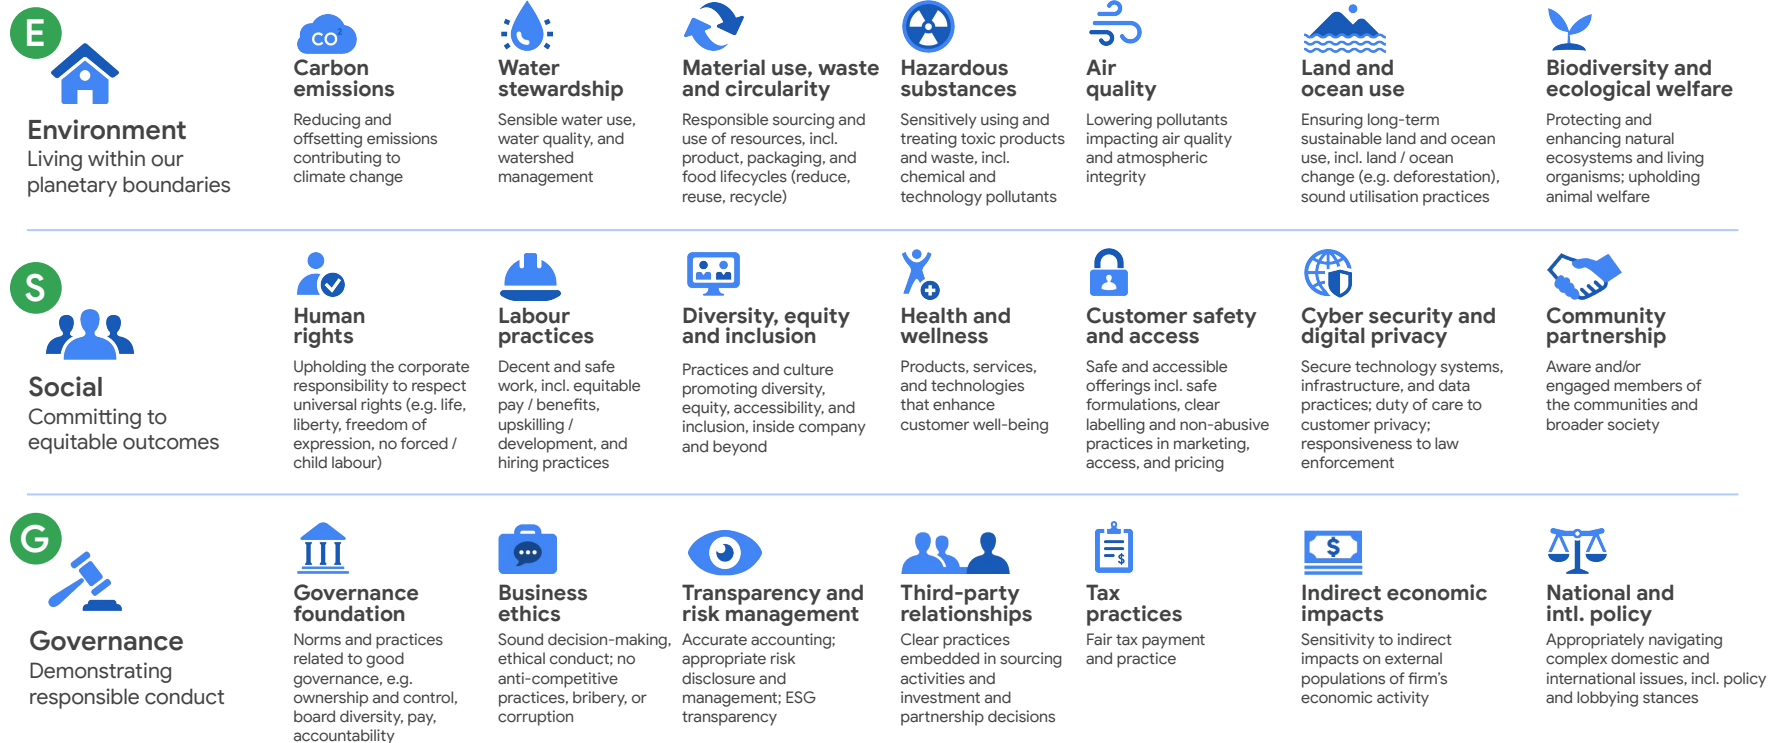 E
Environment
Living within our
planetary boundaries
CO2
Carbon
emissions
Reducing and
offsetting emissions
contributing to
climate change
Water
stewardship
Sensible water use,
water quality, and
watershed
management
Material use, waste
and circularity
Responsible sourcing and
use of resources, incl.
product, packaging, and
food lifecycles (reduce,
reuse, recycle)
Hazardous
substances
Sensitively using and
treating toxic products
and waste, incl.
chemical and
technology pollutants
Air
quality
Lowering pollutants
impacting air quality
and atmospheric
integrity
Land and
ocean use
Ensuring long-term
sustainable land and ocean
use, incl. land / ocean
change (e.g. deforestation),
sound utilisation practices
Biodiversity and
ecological welfare
Protecting and
enhancing natural
ecosystems and living
organisms; upholding
animal welfare
S
Social
Committing to
equitable outcomes
Human
rights
Upholding the corporate
responsibility to respect
universal rights (e.g. life,
liberty, freedom of
expression, no forced /
child labour)
Labour
practices
Decent and safe
work, incl. equitable
pay / benefits,
upskilling /
development, and
hiring practices
Diversity, equity
and inclusion
Practices and culture
promoting diversity,
equity, accessibility, and
inclusion, inside company
and beyond
Health and
wellness
Products, services,
and technologies
that enhance
customer well-being
Customer safety
and access
Safe and accessible
offerings incl. safe
formulations, clear
labelling and non-abusive
practices in marketing,
access, and pricing
Cyber security and
digital privacy
Secure technology systems,
infrastructure, and data
practices; duty of care to
customer privacy;
responsiveness to law
enforcement
Community
partnership
Aware and/or
engaged members of
the communities and
broader society
G
Governance
Demonstrating
responsible conduct
Governance
foundation
Norms and practices
related to good
governance, e.g.
ownership and control,
board diversity, pay,
accountability
Business
ethics
Sound decision-making,
ethical conduct; no
anti-competitive
practices, bribery, or
corruption
Transparency and
risk management
Accurate accounting;
appropriate risk
disclosure and
management; ESG
transparency
Third-party
relationships
Clear practices
embedded in sourcing
activities and
investment and
partnership decisions
$
Tax
practices
Fair tax payment
and practice
$
Indirect economic
impacts
Sensitivity to indirect
impacts on external
populations of firm's
economic activity
National and
intl. policy
Appropriately navigating
complex domestic and
international issues, incl. policy
and lobbying stances